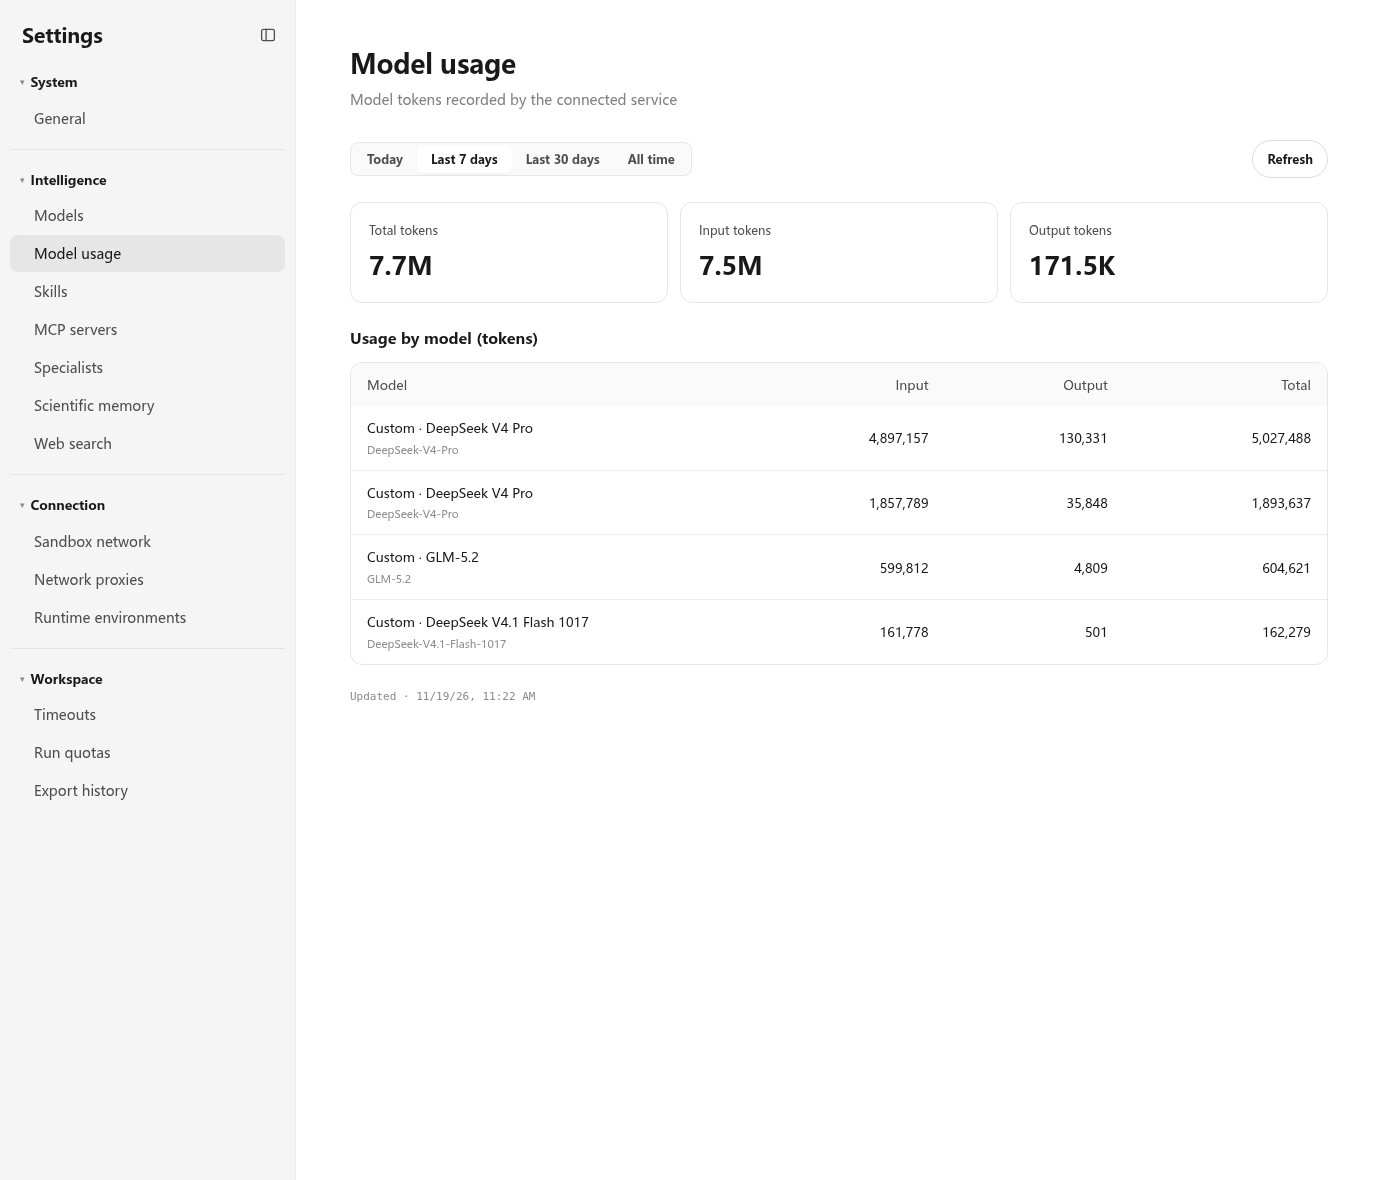 Settings
System
General
Intelligence
Models
Model usage
Skills
MCP servers
Specialists
Scientific memory
Web search
Connection
Sandbox network
Network proxies
Runtime environments
Workspace
Timeouts
Run quotas
Export history
Model usage
Model tokens recorded by the connected service
Today Last 7 days Last 30 days All time Refresh
Total tokens Input tokens Output tokens
7.7M 7.5M 171.5K
Usage by model (tokens)
Model Input Output Total
Custom · DeepSeek V4 Pro 4,897,157 130,331 5,027,488
DeepSeek-V4-Pro
Custom · DeepSeek V4 Pro 1,857,789 35,848 1,893,637
DeepSeek-V4-Pro
Custom · GLM-5.2 599,812 4,809 604,621
GLM-5.2
Custom · DeepSeek V4.1 Flash 1017 161,778 501 162,279
DeepSeek-V4.1-Flash-1017
Updated · 11/19/26, 11:22 AM